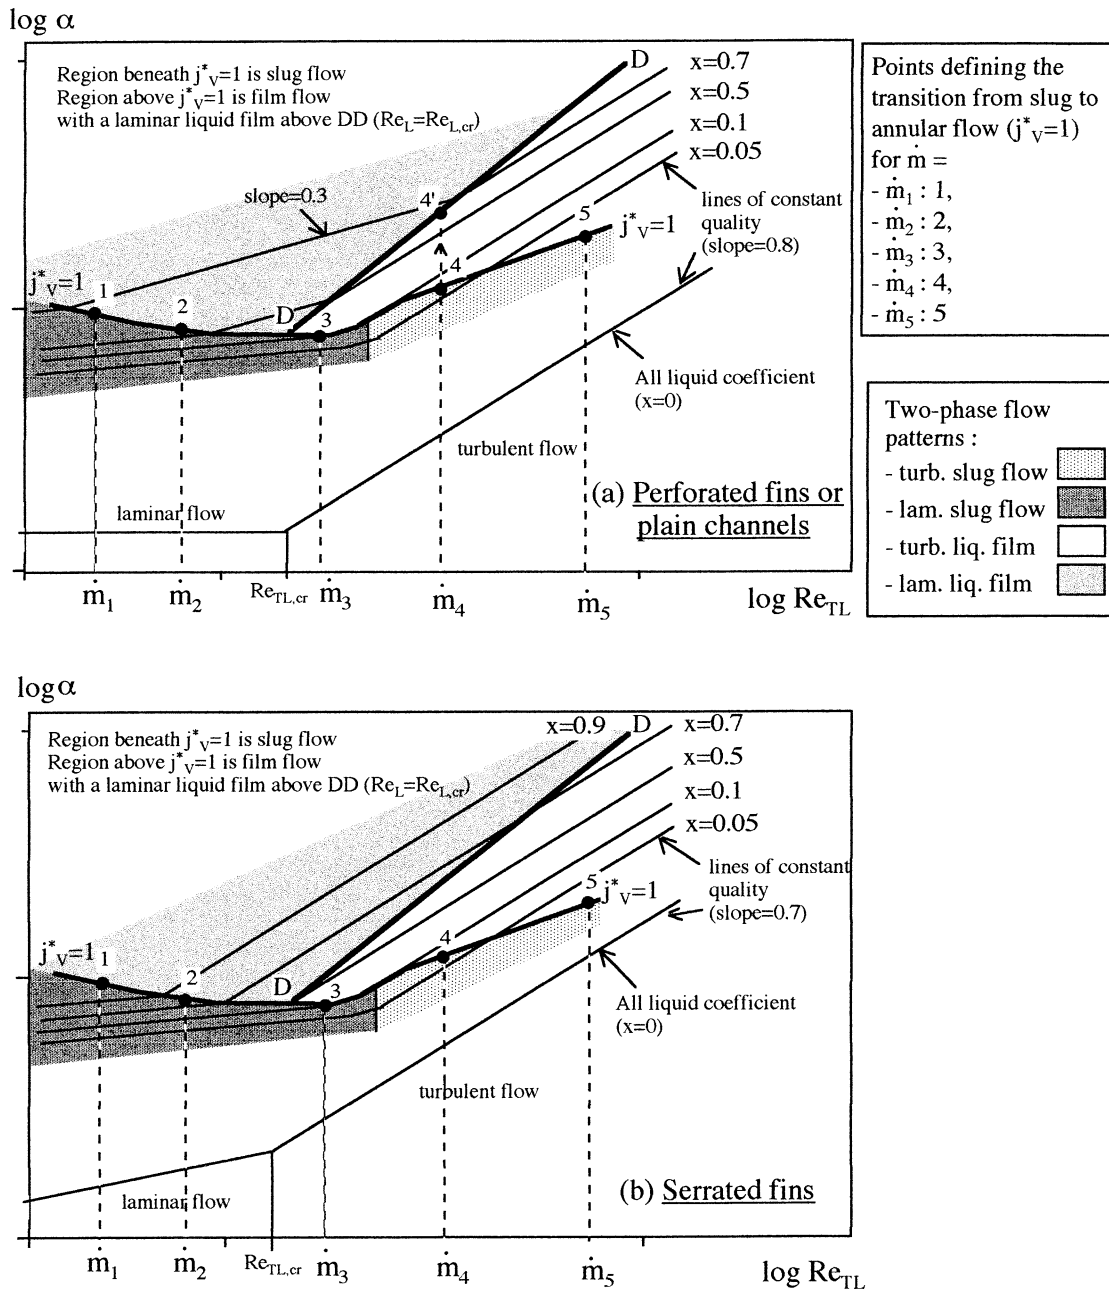 log α
Region beneath j*V=1 is slug flow
Region above j*V=1 is film flow
with a laminar liquid film above DD (ReL=ReL,cr)
D
x=0.7
x=0.5
x=0.1
x=0.05
slope=0.3
4'
lines of constant
quality
(slope=0.8)
j*V=1
1
2
D
3
4
5
j*V=1
All liquid coefficient
(x=0)
turbulent flow
laminar flow
(a) Perforated fins or
plain channels
ṁ1
ṁ2
ReTL,cr
ṁ3
ṁ4
ṁ5
log ReTL
Points defining the
transition from slug to
annular flow (j*V=1)
for ṁ =
- ṁ1 : 1,
- ṁ2 : 2,
- ṁ3 : 3,
- ṁ4 : 4,
- ṁ5 : 5
Two-phase flow
patterns :
- turb. slug flow
- lam. slug flow
- turb. liq. film
- lam. liq. film
log α
Region beneath j*V=1 is slug flow
Region above j*V=1 is film flow
with a laminar liquid film above DD (ReL=ReL,cr)
x=0.9
D
x=0.7
x=0.5
x=0.1
x=0.05
lines of constant
quality
(slope=0.7)
j*V=1
1
2
D
3
4
5
j*V=1
All liquid coefficient
(x=0)
turbulent flow
laminar flow
(b) Serrated fins
ṁ1
ṁ2
ReTL,cr
ṁ3
ṁ4
ṁ5
log ReTL